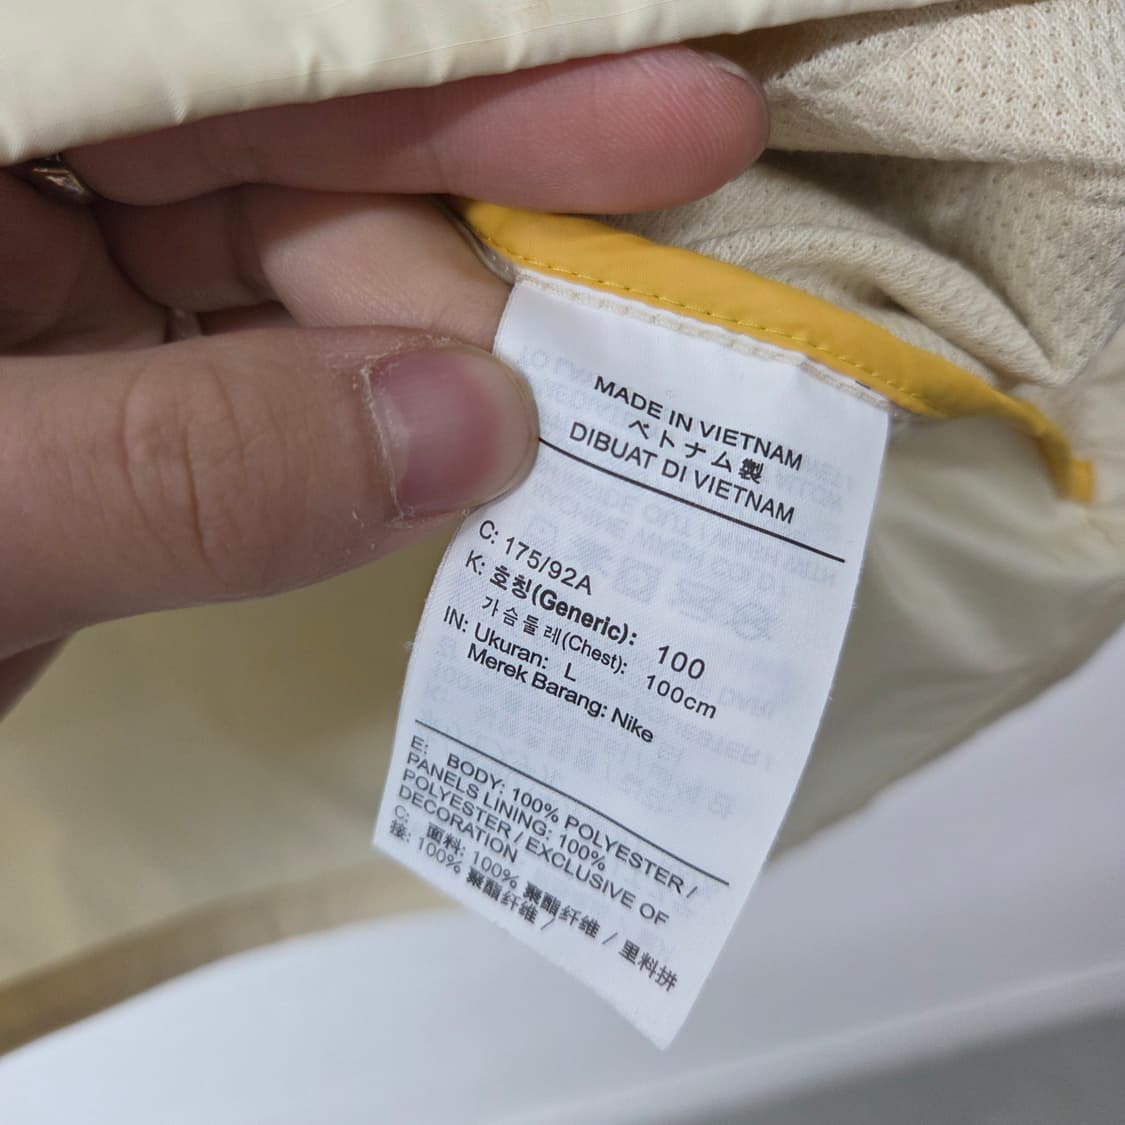 MADE IN VIETNAM
ベトナム製
DIBUAT DI VIETNAM
C: 175/92A
K: 호칭(Generic): 100
가슴둘레(Chest): 100cm
IN: Ukuran: L
Merek Barang: Nike
E: BODY: 100% POLYESTER /
PANELS LINING: 100%
POLYESTER / EXCLUSIVE OF
DECORATION
C: 面料: 100% 聚酯纤维 / 里料拼
接: 100% 聚酯纤维 /